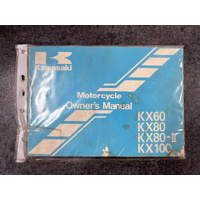 Kawasaki
Motorcycle
Owner's Manual
KX60
KX80
KX80-II
KX100